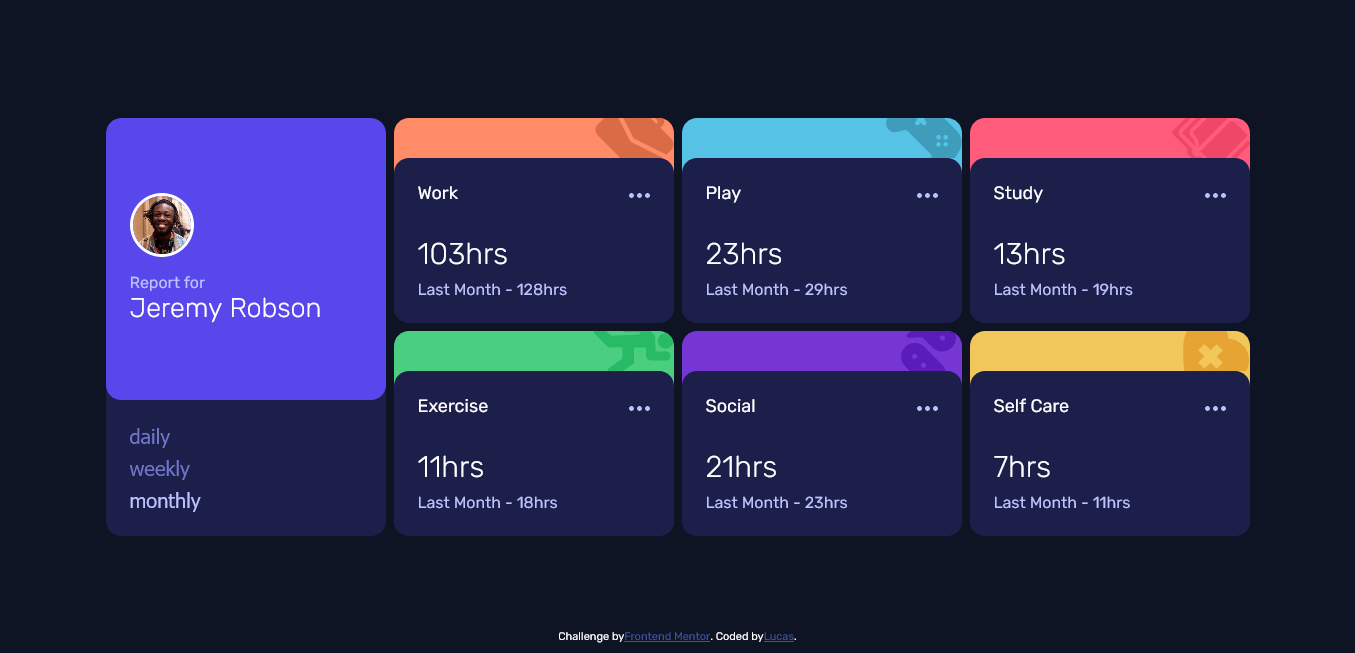 Report for
Jeremy Robson
daily
weekly
monthly
Work
103hrs
Last Month - 128hrs
Play
23hrs
Last Month - 29hrs
Study
13hrs
Last Month - 19hrs
Exercise
11hrs
Last Month - 18hrs
Social
21hrs
Last Month - 23hrs
Self Care
7hrs
Last Month - 11hrs
Challenge byFrontend Mentor. Coded byLucas.